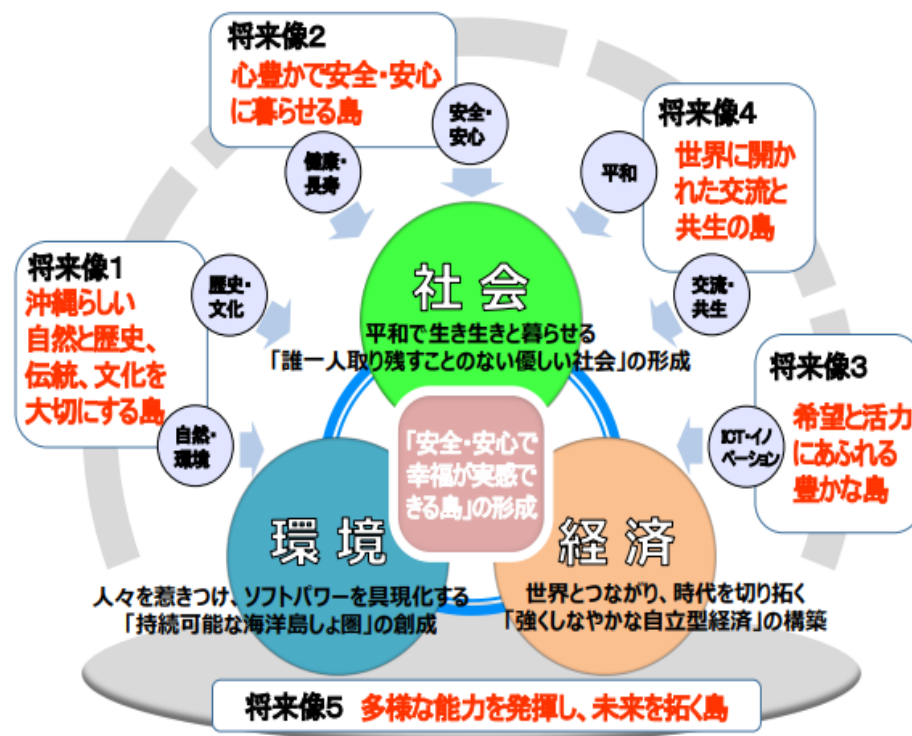 将来像2
心豊かで安全・安心
に暮らせる島
安全・
安心
健康・
長寿
将来像4
世界に開か
れた交流と
共生の島
平和
交流・
共生
将来像1
沖縄らしい
自然と歴史、
伝統、文化を
大切にする島
歴史・
文化
自然・
環境
社会
平和で生き生きと暮らせる
「誰一人取り残すことのない優しい社会」の形成
将来像3
希望と活力
にあふれる
豊かな島
ICT・イノ
ベーション
「安全・安心で
幸福が実感で
きる島」の形成
環境
人々を惹きつけ、ソフトパワーを具現化する
「持続可能な海洋島しょ圏」の創成
経済
世界とつながり、時代を切り拓く
「強くしなやかな自立型経済」の構築
将来像5 多様な能力を発揮し、未来を拓く島